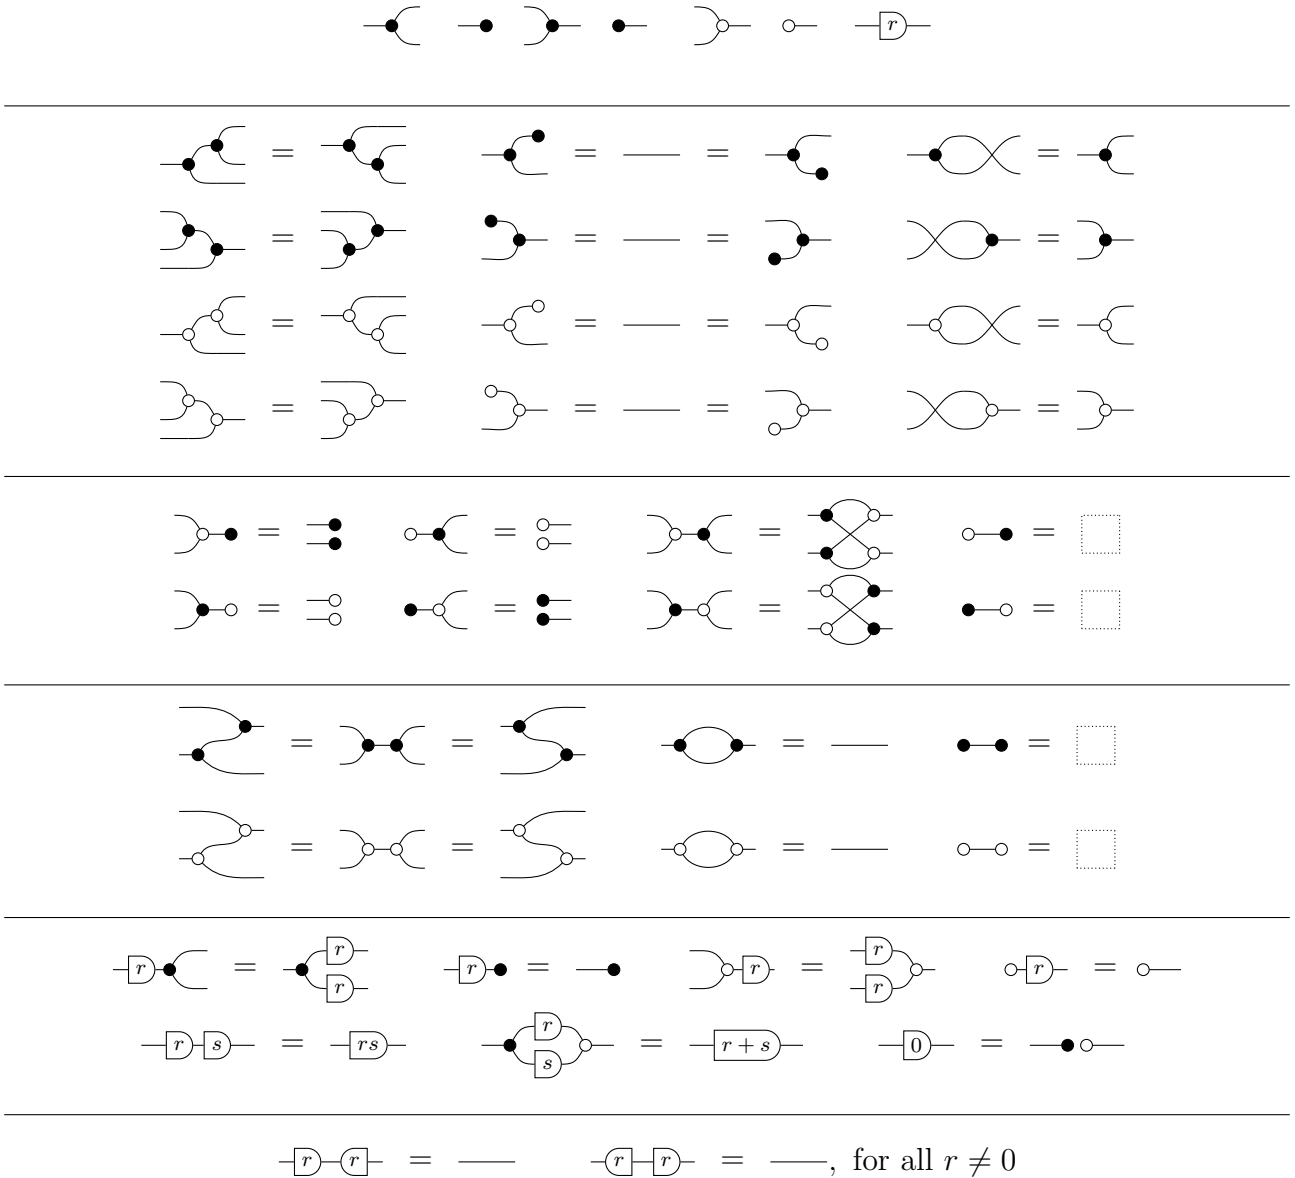 r
= = = =
= = = =
= = = =
= = = =
= = = =
= = = =
= = = =
= = = =
r = r r r = r r r r = r r =
r s = rs r s = r + s 0 =
r r = r r = , for all r ≠ 0